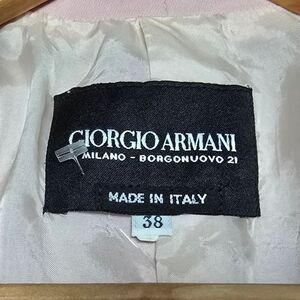 GIORGIO ARMANI
MILANO - BORGONUOVO 21
MADE IN ITALY
38